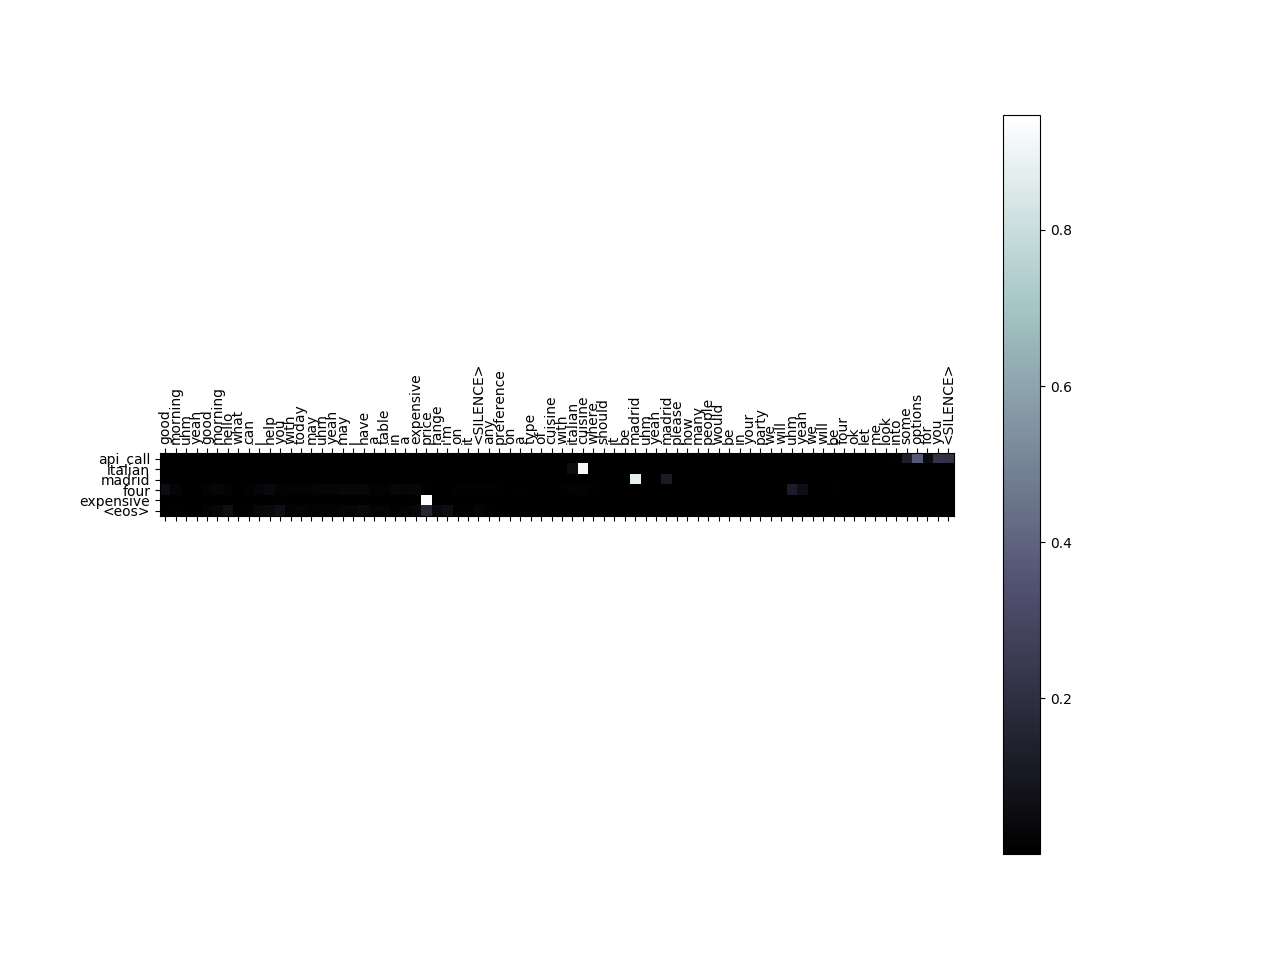 good
morning
uhm
yeah
good
morning
hello
what
can
i
help
you
with
today
may
uhm
yeah
may
i
have
a
table
in
a
expensive
price
range
i'm
on
it
<SILENCE>
any
preference
on
a
type
of
cuisine
with
italian
cuisine
where
should
it
be
madrid
uhm
yeah
madrid
please
how
many
people
would
be
in
your
party
we
will
uhm
yeah
we
will
be
four
ok
let
me
look
into
some
options
for
you
<SILENCE>
api_call
italian
madrid
four
expensive
<eos>
0.8
0.6
0.4
0.2